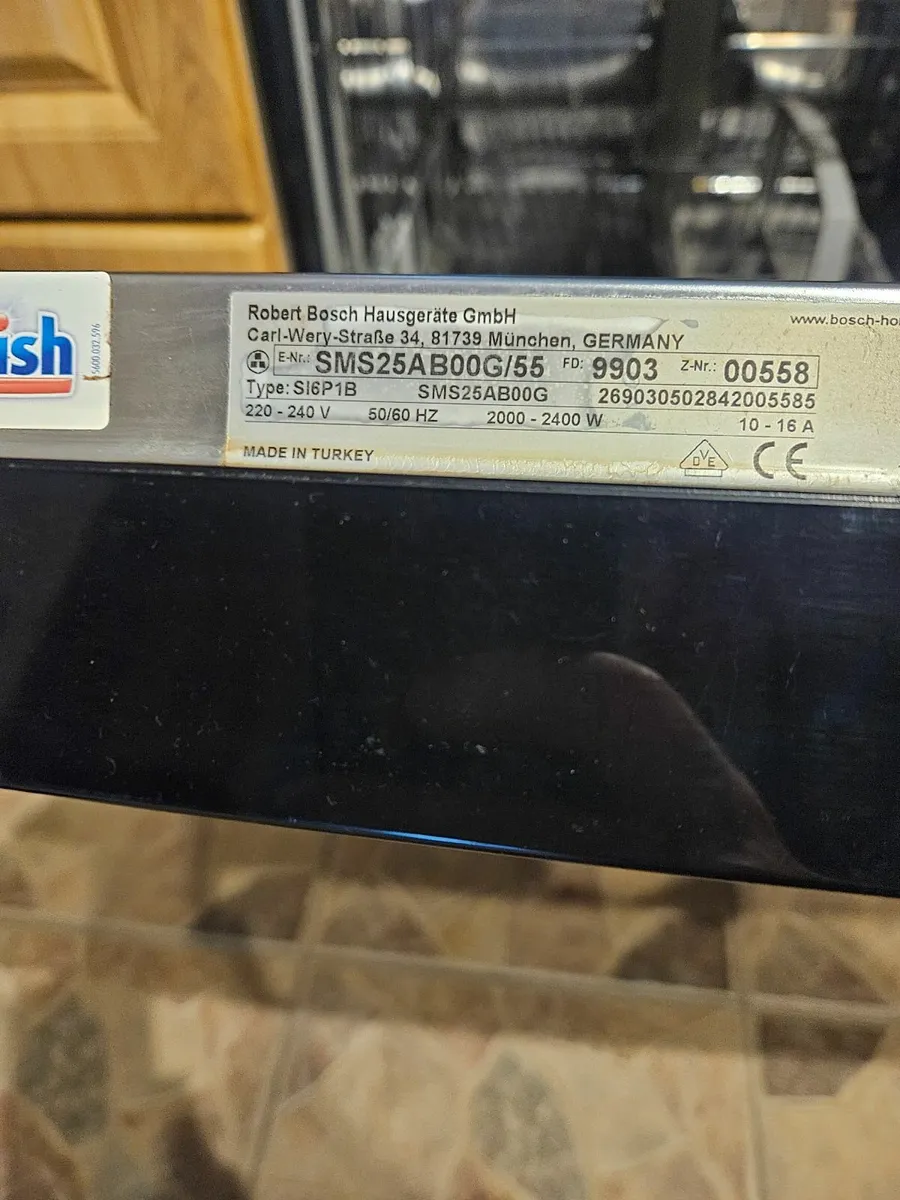 Robert Bosch Hausgeräte GmbH
www.bosch-ho
Carl-Wery-Straße 34, 81739 München, GERMANY
E-Nr.: SMS25AB00G/55 FD: 9903 Z-Nr.: 00558
Type: SI6P1B SMS25AB00G 269030502842005585
220 - 240 V 50/60 HZ 2000 - 2400 W 10 - 16 A
MADE IN TURKEY
DVE CE
ish